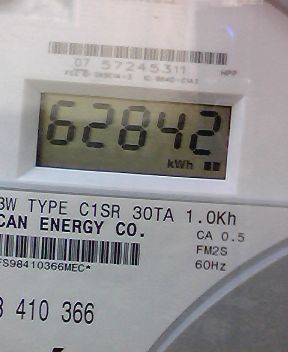 07 57245311
HPP
62842
kWh
3W TYPE C1SR 30TA 1.0Kh
CAN ENERGY CO.
CA 0.5
FM2S
60Hz
FS98410366MEC*
8 410 366